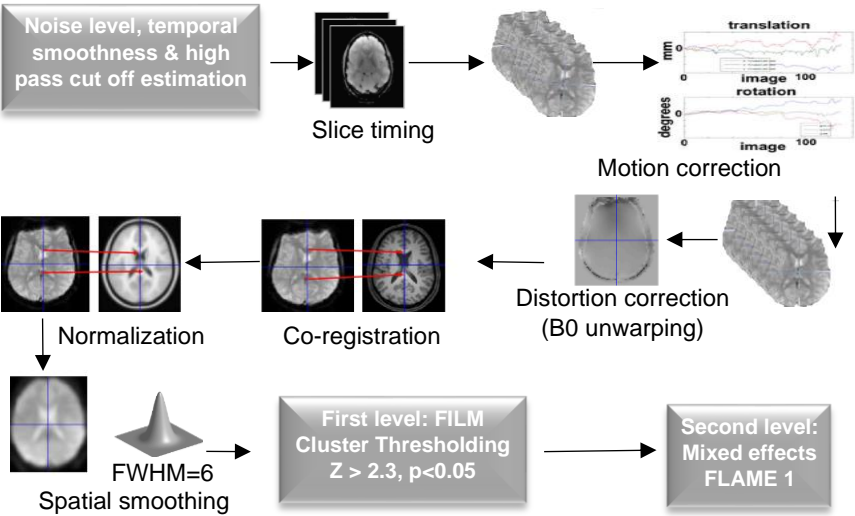 Noise level, temporal
smoothness & high
pass cut off estimation
Slice timing
translation
mm
0
0
image
100
rotation
degrees
0
0
image
100
Motion correction
Distortion correction
(B0 unwarping)
Co-registration
Normalization
FWHM=6
Spatial smoothing
First level: FILM
Cluster Thresholding
Z > 2.3, p<0.05
Second level:
Mixed effects
FLAME 1